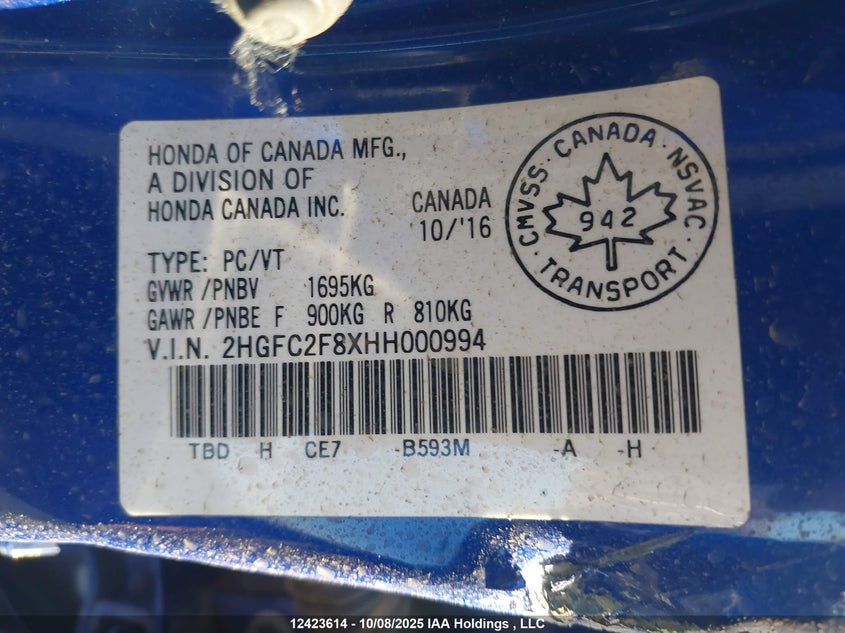 HONDA OF CANADA MFG.,
A DIVISION OF
HONDA CANADA INC.
CANADA
10/'16
CMVSS · CANADA · NSVAC · TRANSPORT ·
942
TYPE: PC/VT
GVWR /PNBV 1695KG
GAWR /PNBE F 900KG R 810KG
V.I.N. 2HGFC2F8XHH000994
TBD H CE7 -B593M -A -H
12423614 - 10/08/2025 IAA Holdings , LLC